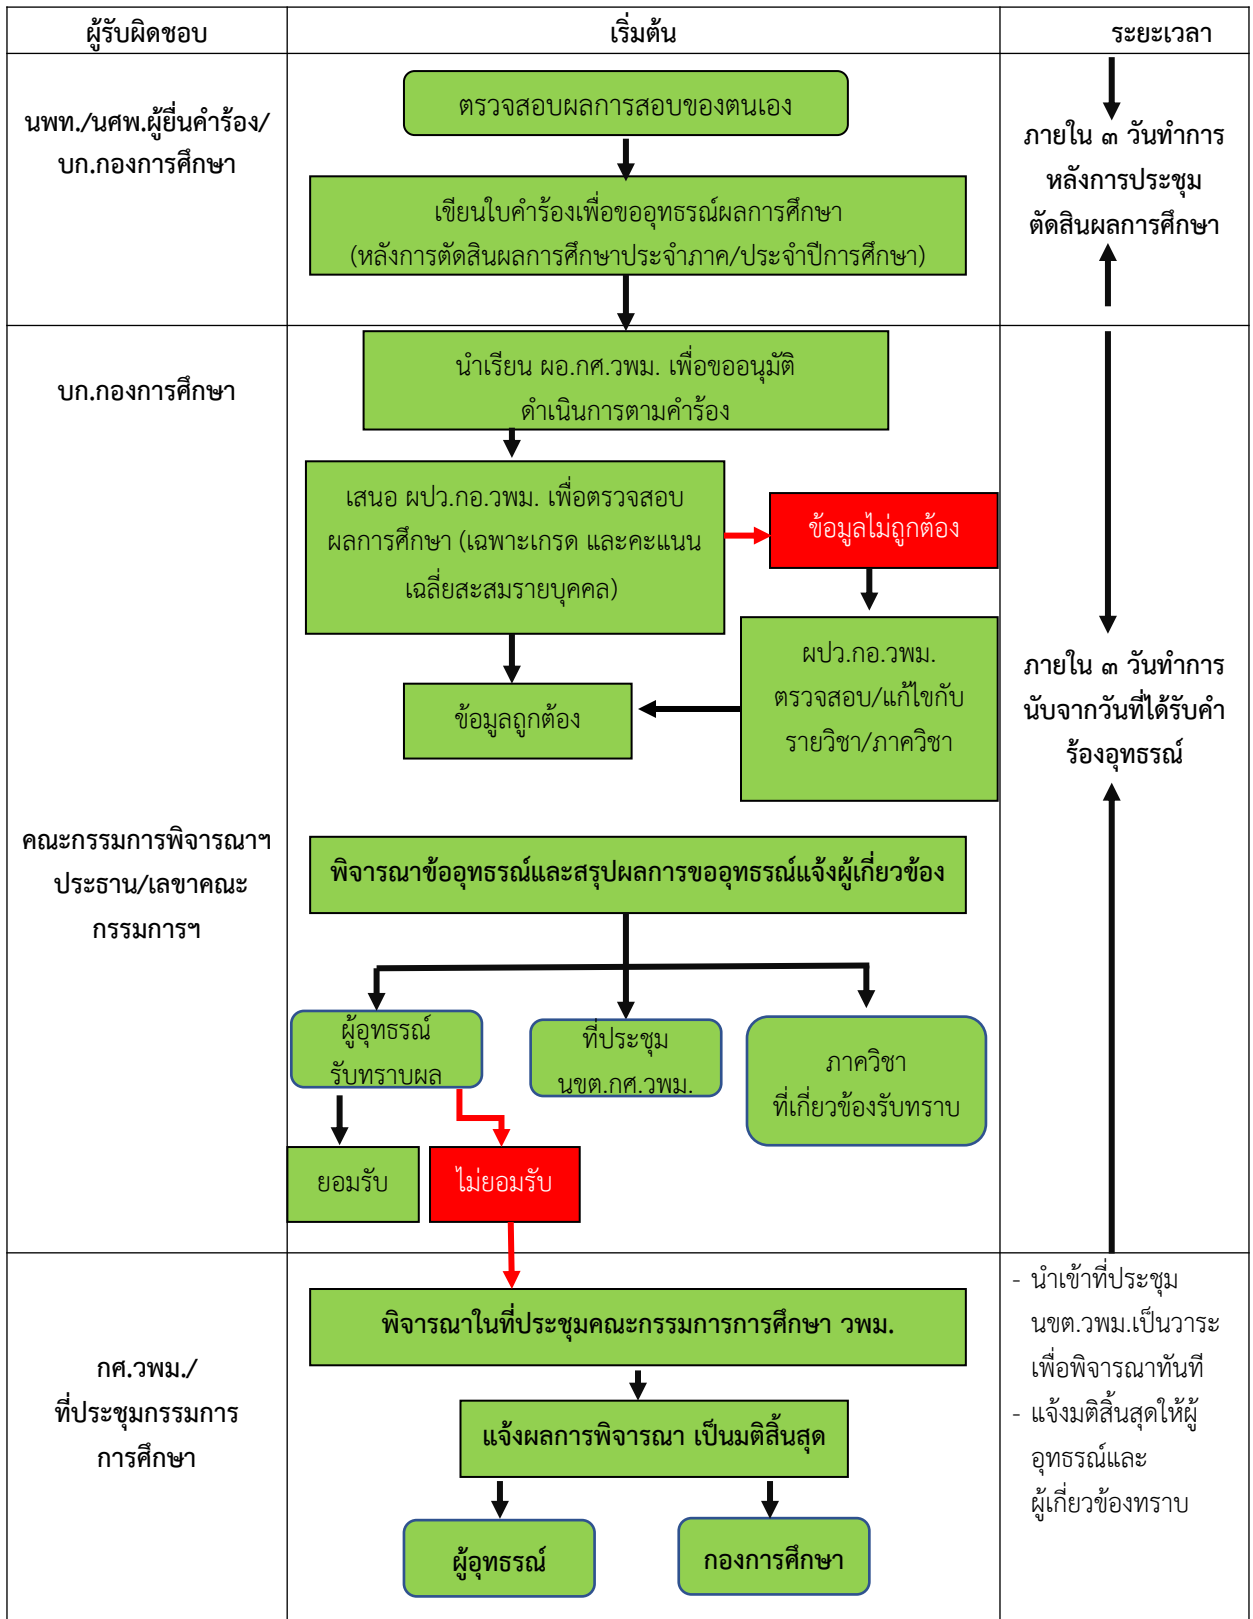 ผู้รับผิดชอบ
เริ่มต้น
ระยะเวลา
นพท./นศพ.ผู้ยื่นคำร้อง/
บก.กองการศึกษา
ตรวจสอบผลการสอบของตนเอง
เขียนใบคำร้องเพื่อขออุทธรณ์ผลการศึกษา
(หลังการตัดสินผลการศึกษาประจำภาค/ประจำปีการศึกษา)
ภายใน ๓ วันทำการ
หลังการประชุม
ตัดสินผลการศึกษา
บก.กองการศึกษา
นำเรียน ผอ.กศ.วพม. เพื่อขออนุมัติ
ดำเนินการตามคำร้อง
เสนอ ผปว.กอ.วพม. เพื่อตรวจสอบ
ผลการศึกษา (เฉพาะเกรด และคะแนน
เฉลี่ยสะสมรายบุคคล)
ข้อมูลไม่ถูกต้อง
ผปว.กอ.วพม.
ตรวจสอบ/แก้ไขกับ
รายวิชา/ภาควิชา
ข้อมูลถูกต้อง
ภายใน ๓ วันทำการ
นับจากวันที่ได้รับคำ
ร้องอุทธรณ์
คณะกรรมการพิจารณาฯ
ประธาน/เลขาคณะ
กรรมการฯ
พิจารณาข้ออุทธรณ์และสรุปผลการขออุทธรณ์แจ้งผู้เกี่ยวข้อง
ผู้อุทธรณ์
รับทราบผล
ที่ประชุม
นขต.กศ.วพม.
ภาควิชา
ที่เกี่ยวข้องรับทราบ
ยอมรับ
ไม่ยอมรับ
กศ.วพม./
ที่ประชุมกรรมการ
การศึกษา
พิจารณาในที่ประชุมคณะกรรมการการศึกษา วพม.
แจ้งผลการพิจารณา เป็นมติสิ้นสุด
ผู้อุทธรณ์
กองการศึกษา
- นำเข้าที่ประชุม
นขต.วพม.เป็นวาระ
เพื่อพิจารณาทันที
- แจ้งมติสิ้นสุดให้ผู้
อุทธรณ์และ
ผู้เกี่ยวข้องทราบ